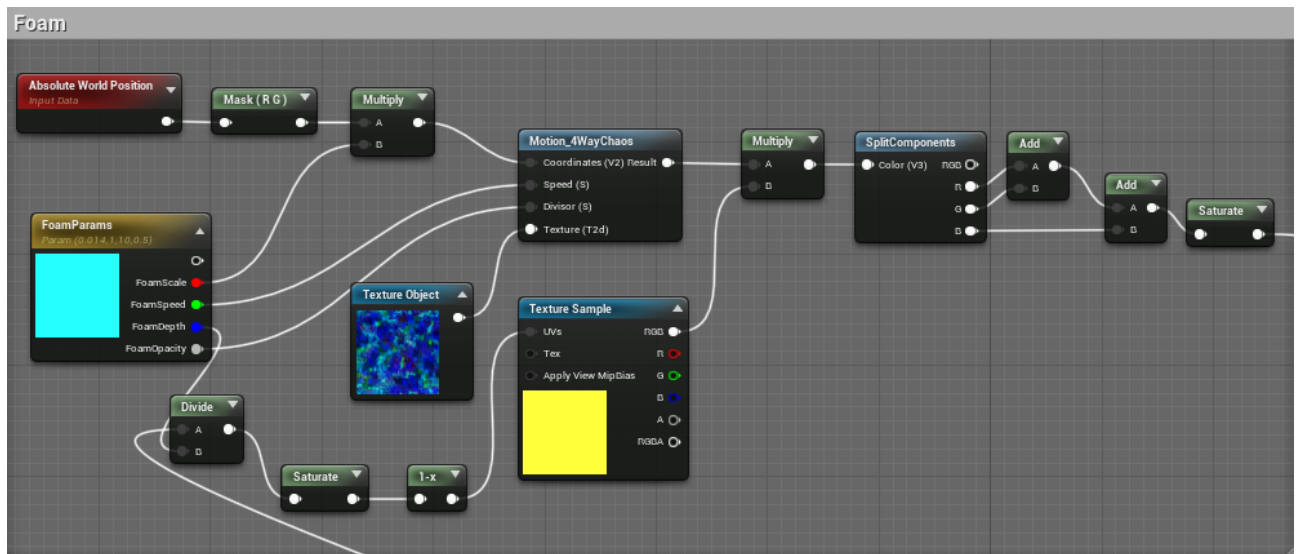 Foam
Absolute World Position
Input Data
Mask ( R G )
Multiply
A
B
Motion_4WayChaos
Coordinates (V2) Result
Speed (S)
Divisor (S)
Texture (T2d)
Multiply
A
B
SplitComponents
Color (V3) RGB
R
G
B
Add
A
B
Add
A
B
Saturate
FoamParams
Param (0.014,1,10,0.5)
FoamScale
FoamSpeed
FoamDepth
FoamOpacity
Texture Object
Texture Sample
UVs RGB
Tex R
Apply View MipBias G
B
A
RGBA
Divide
A
B
Saturate
1-x